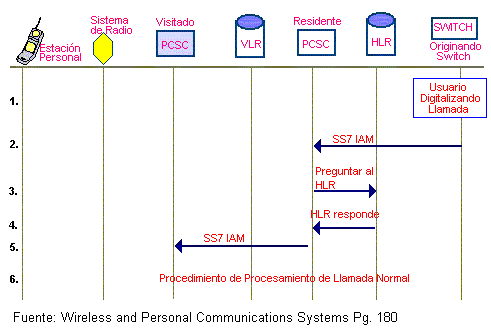 Visitado
Residente
Sistema
de Radio
Estación
Personal
PCSC
VLR
PCSC
HLR
SWITCH
Originando
Switch
1.
Usuario
Digitalizando
Llamada
2.
SS7 IAM
3.
Preguntar al
HLR
4.
HLR responde
5.
SS7 IAM
6.
Procedimiento de Procesamiento de Llamada Normal
Fuente: Wireless and Personal Communications Systems Pg. 180